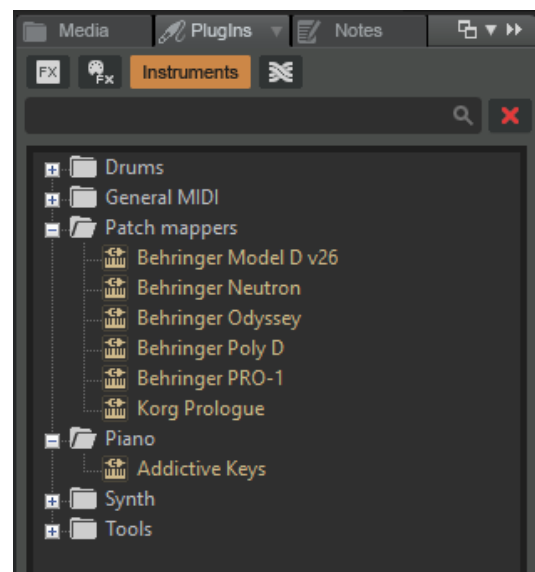 Media PlugIns Notes
FX Fx Instruments
Drums
General MIDI
Patch mappers
Behringer Model D v26
Behringer Neutron
Behringer Odyssey
Behringer Poly D
Behringer PRO-1
Korg Prologue
Piano
Addictive Keys
Synth
Tools